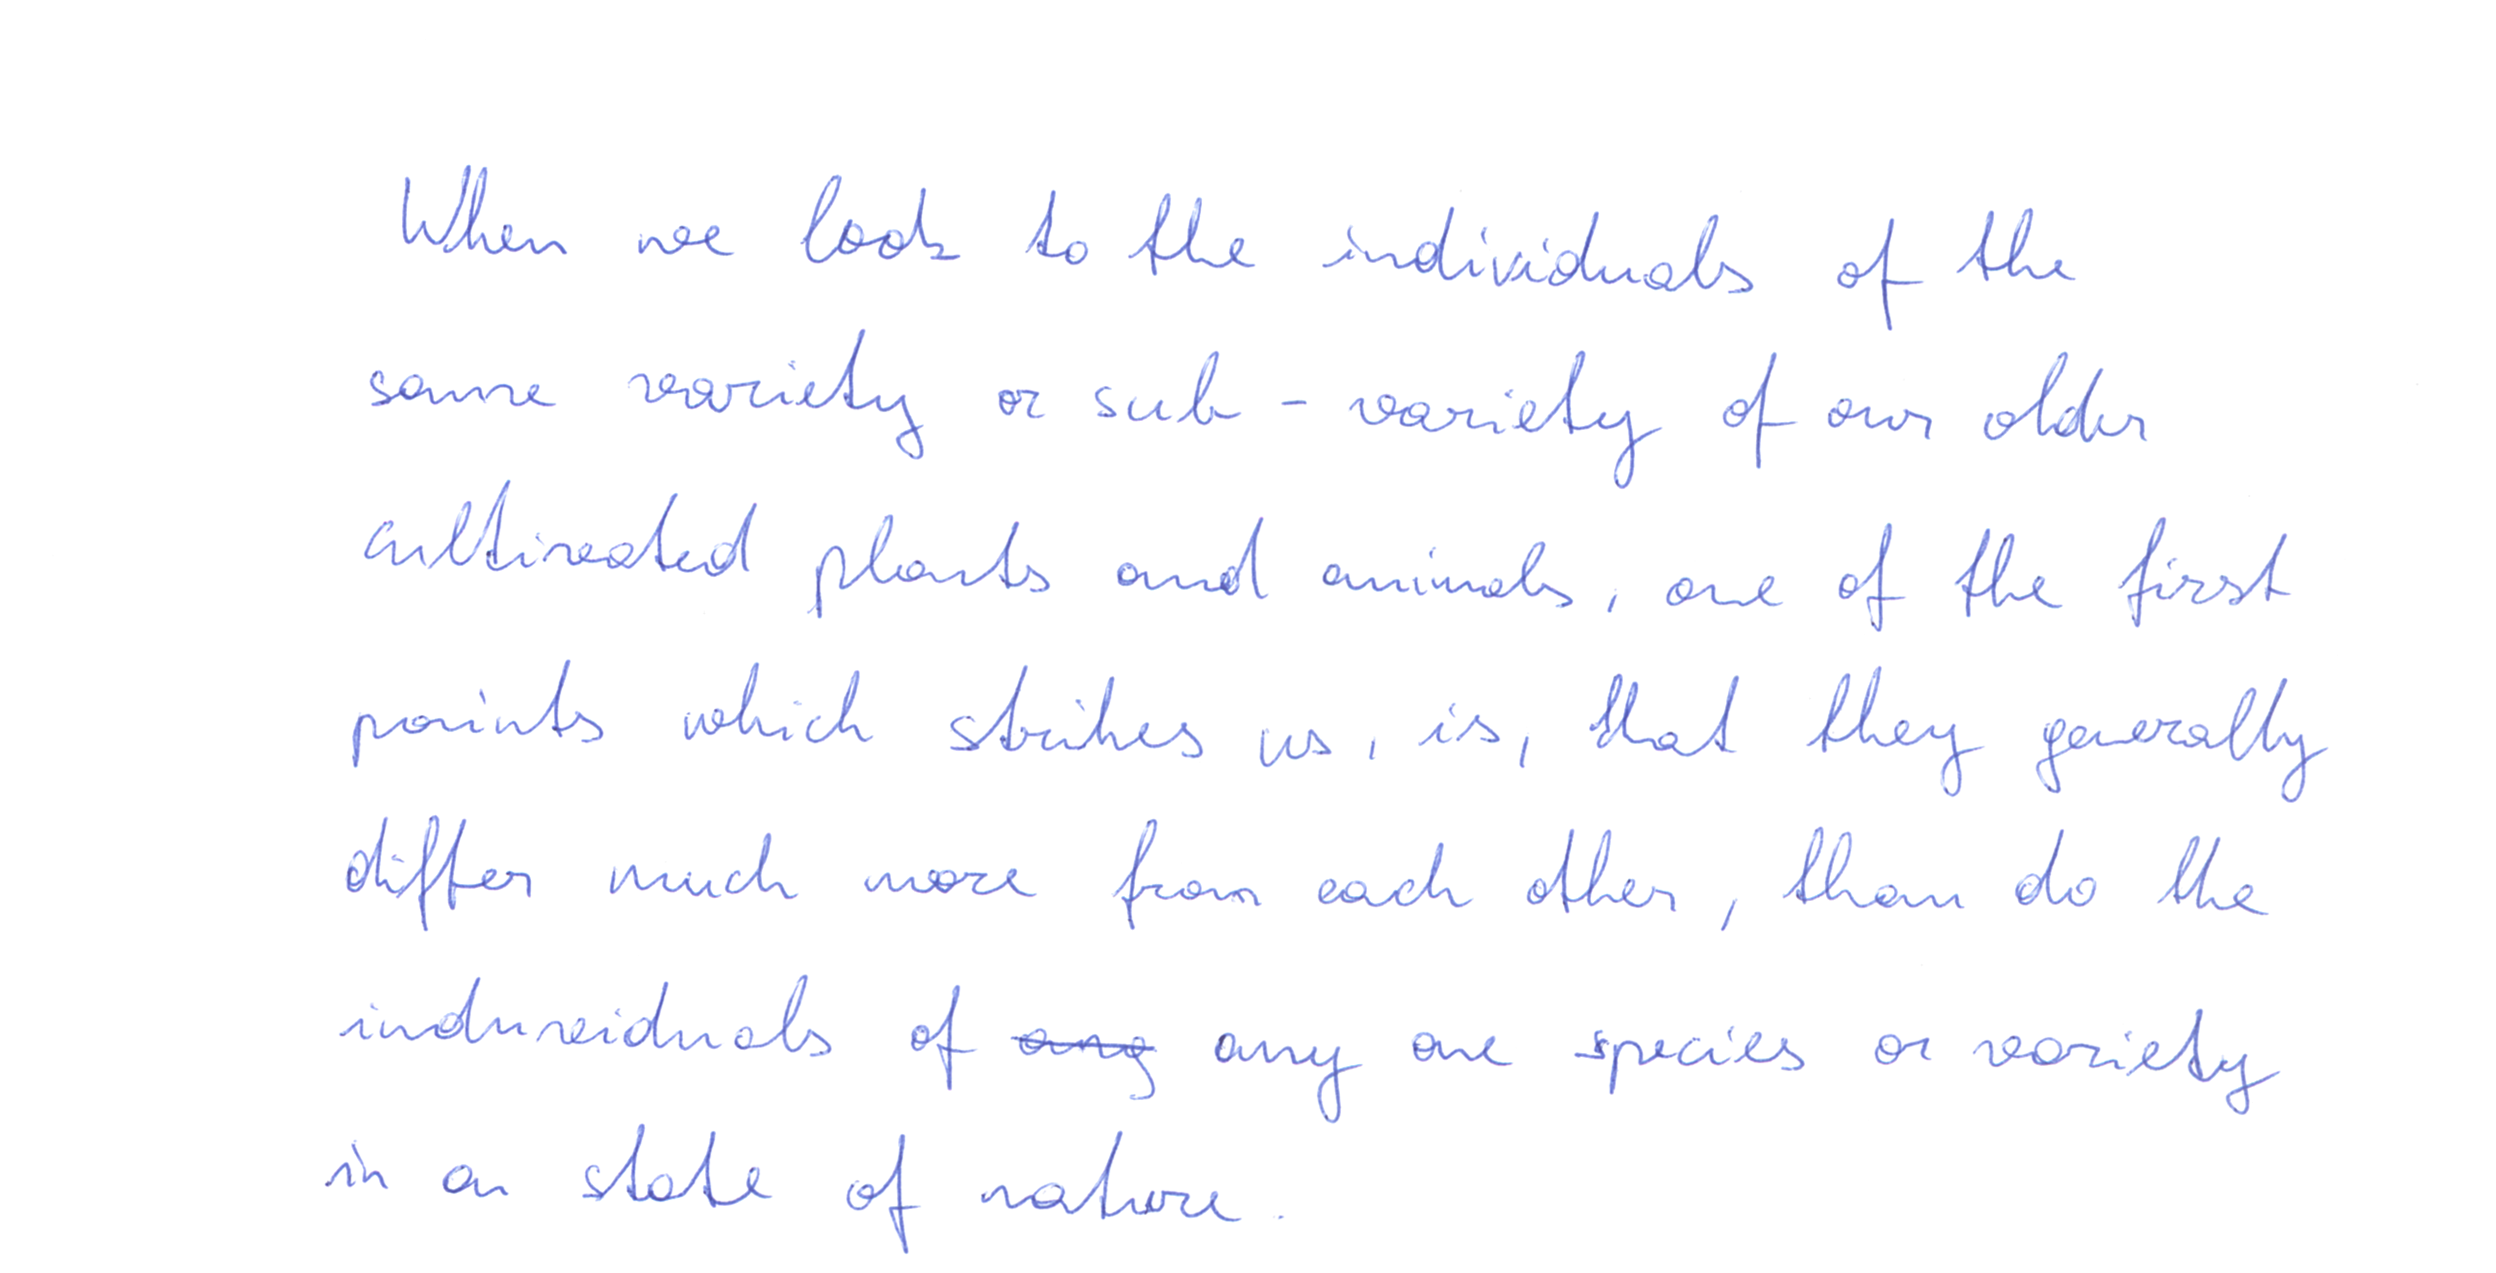 When we look to the individuals of the
same variety or sub - variety of our older
cultivated plants and animals, one of the first
points which strikes us, is, that they generally
differ much more from each other, than do the
individuals of any any one species or variety
in a state of nature.